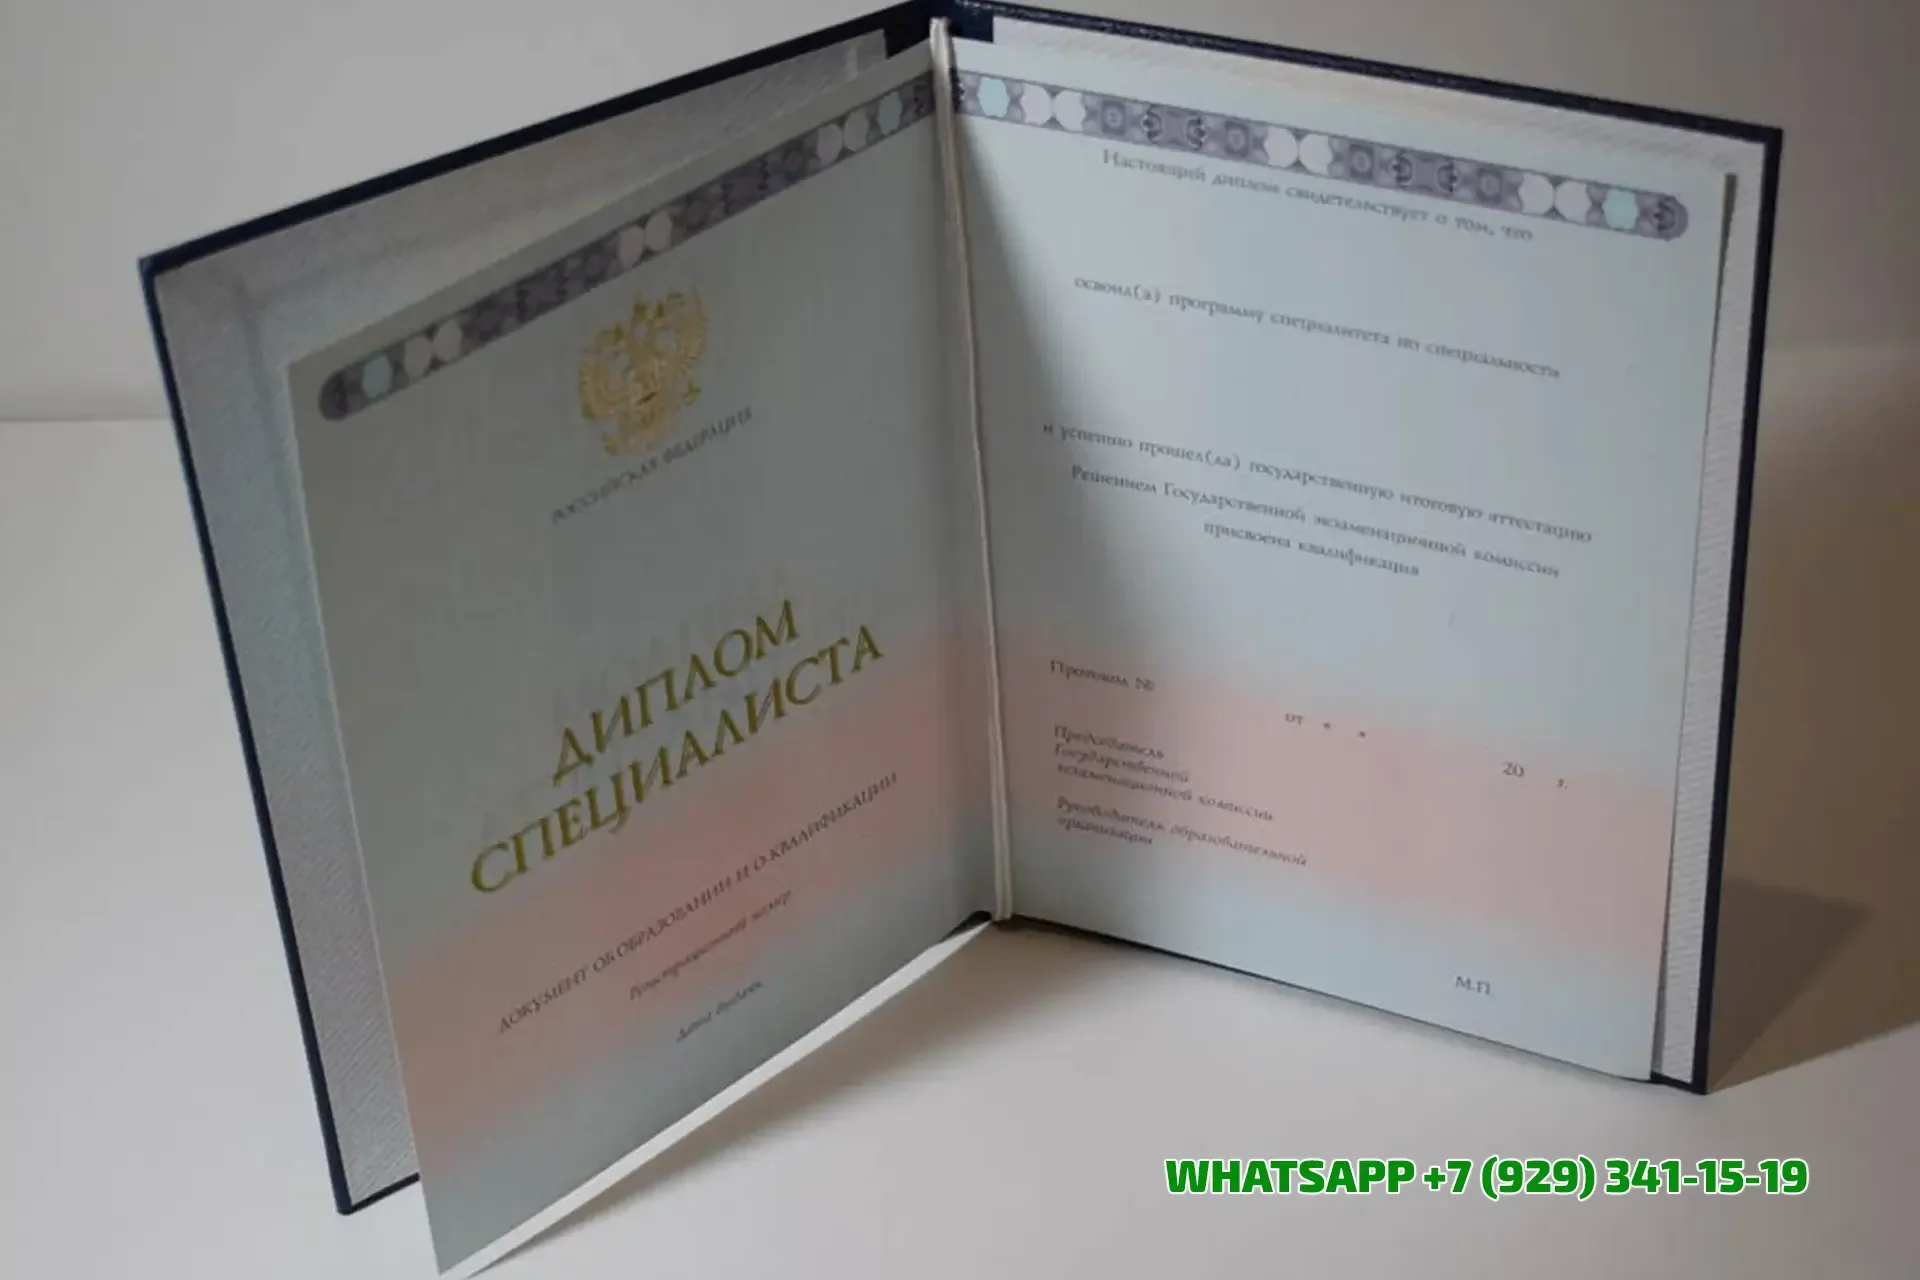 РОССИЙСКАЯ ФЕДЕРАЦИЯ
ДИПЛОМ
СПЕЦИАЛИСТА
ДОКУМЕНТ ОБ ОБРАЗОВАНИИ И О КВАЛИФИКАЦИИ
Регистрационный номер
Дата выдачи
Настоящий диплом свидетельствует о том, что
освоил(а) программу специалитета по специальности
и успешно прошел(ла) государственную итоговую аттестацию
Решением Государственной экзаменационной комиссии
присвоена квалификация
Протокол №
от « » 20 г.
Председатель
Государственной
экзаменационной комиссии
Руководитель образовательной
организации
М.П.
WHATSAPP +7 (929) 341-15-19